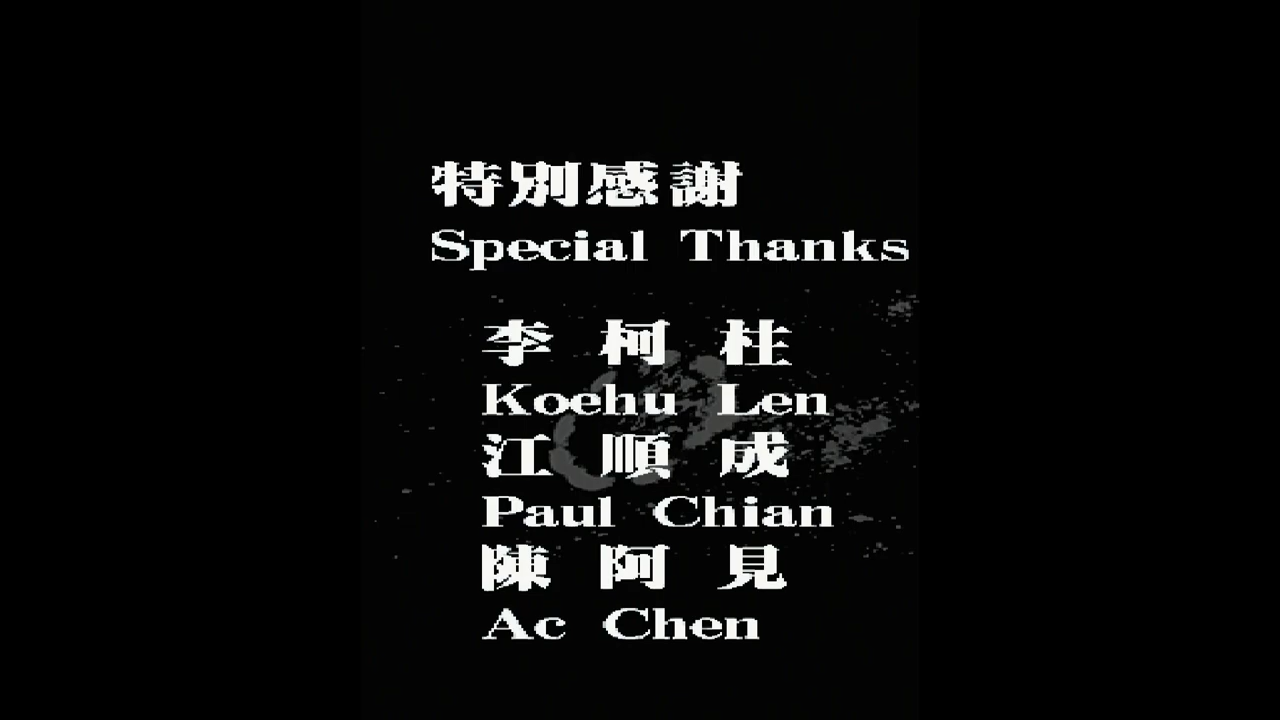 特別感謝
Special Thanks
李柯柱
Koehu Len
江順成
Paul Chian
陳阿見
Ac Chen